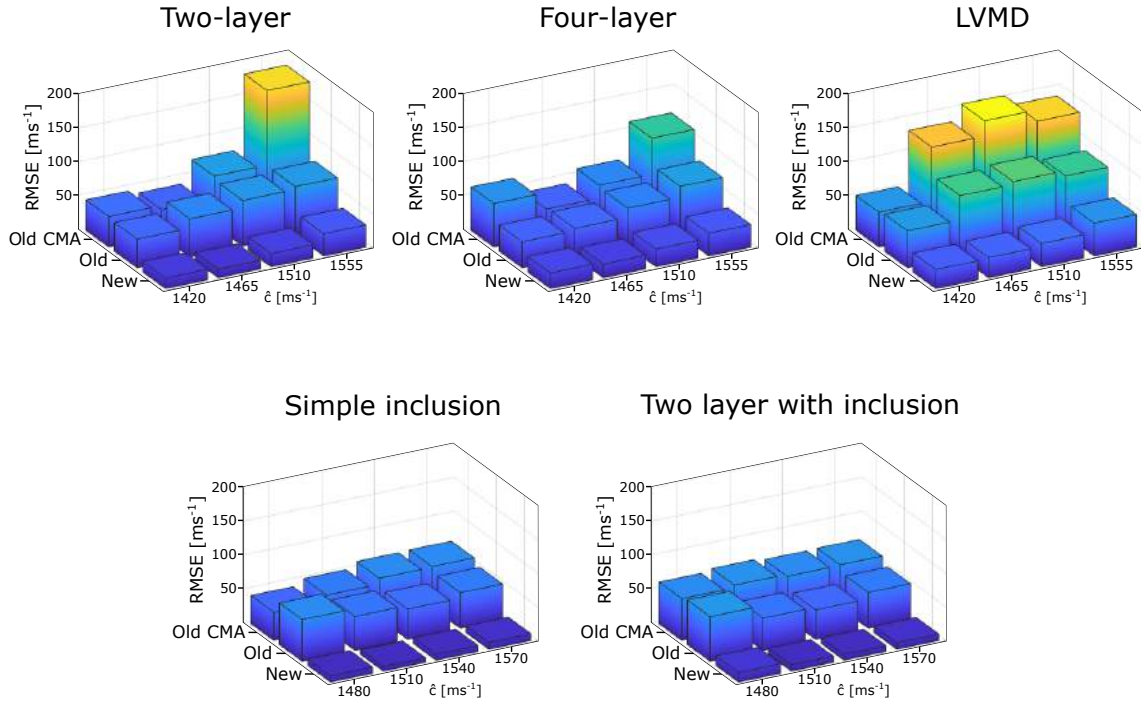 Two-layer
Four-layer
LVMD
200
150
100
50
RMSE [ms⁻¹]
Old CMA
Old
New
1420
1465
1510
1555
ĉ [ms⁻¹]
200
150
100
50
RMSE [ms⁻¹]
Old CMA
Old
New
1420
1465
1510
1555
ĉ [ms⁻¹]
200
150
100
50
RMSE [ms⁻¹]
Old CMA
Old
New
1420
1465
1510
1555
ĉ [ms⁻¹]
Simple inclusion
Two layer with inclusion
200
150
100
50
RMSE [ms⁻¹]
Old CMA
Old
New
1480
1510
1540
1570
ĉ [ms⁻¹]
200
150
100
50
RMSE [ms⁻¹]
Old CMA
Old
New
1480
1510
1540
1570
ĉ [ms⁻¹]